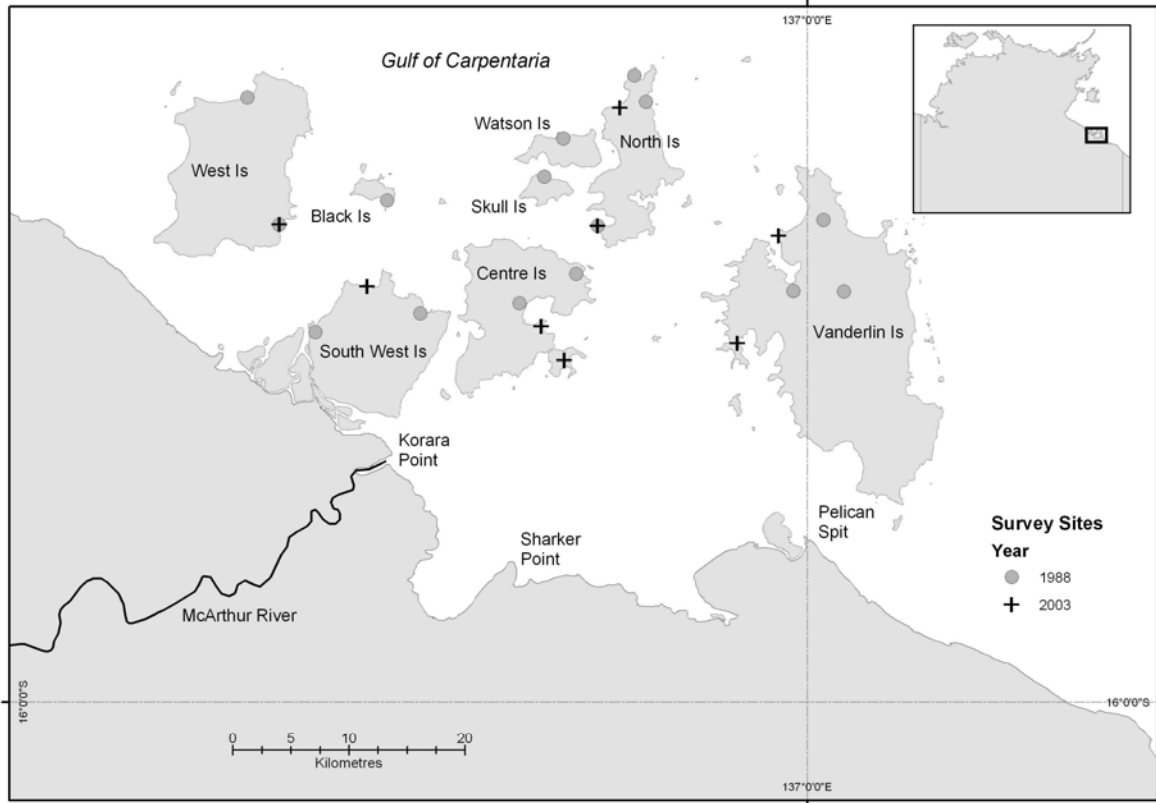 137°0'0"E
Gulf of Carpentaria
Watson Is
North Is
West Is
Skull Is
Black Is
Centre Is
Vanderlin Is
South West Is
Korara
Point
Pelican
Spit
Survey Sites
Year
1988
2003
Sharker
Point
McArthur River
16°0'0"S
16°0'0"S
0 5 10 20
Kilometres
137°0'0"E